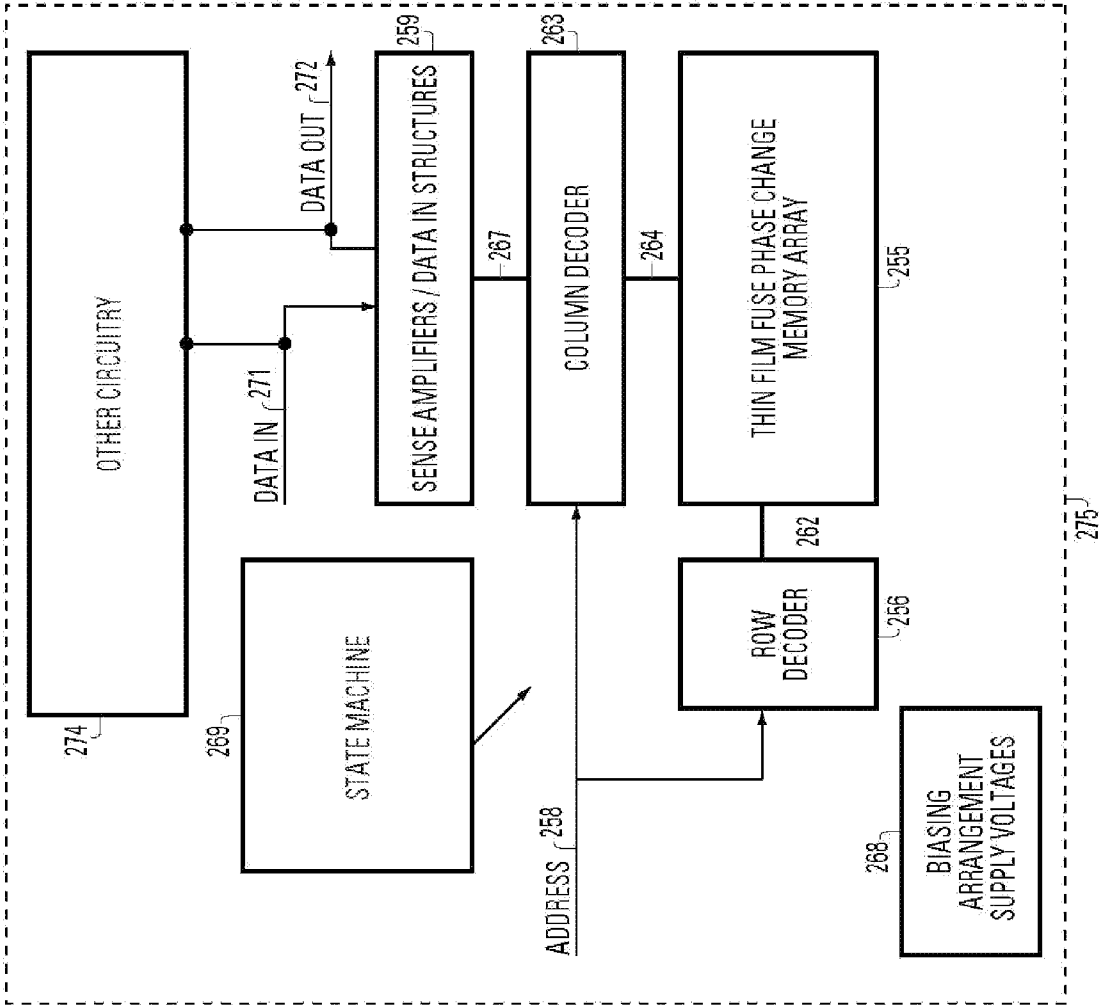 274
OTHER CIRCUITRY
269
STATE MACHINE
DATA IN 271
DATA OUT 272
259
SENSE AMPLIFIERS / DATA IN STRUCTURES
267
263
COLUMN DECODER
264
ADDRESS 258
ROW
DECODER
256
262
THIN FILM FUSE PHASE CHANGE
MEMORY ARRAY
255
268
BIASING
ARRANGEMENT
SUPPLY VOLTAGES
275